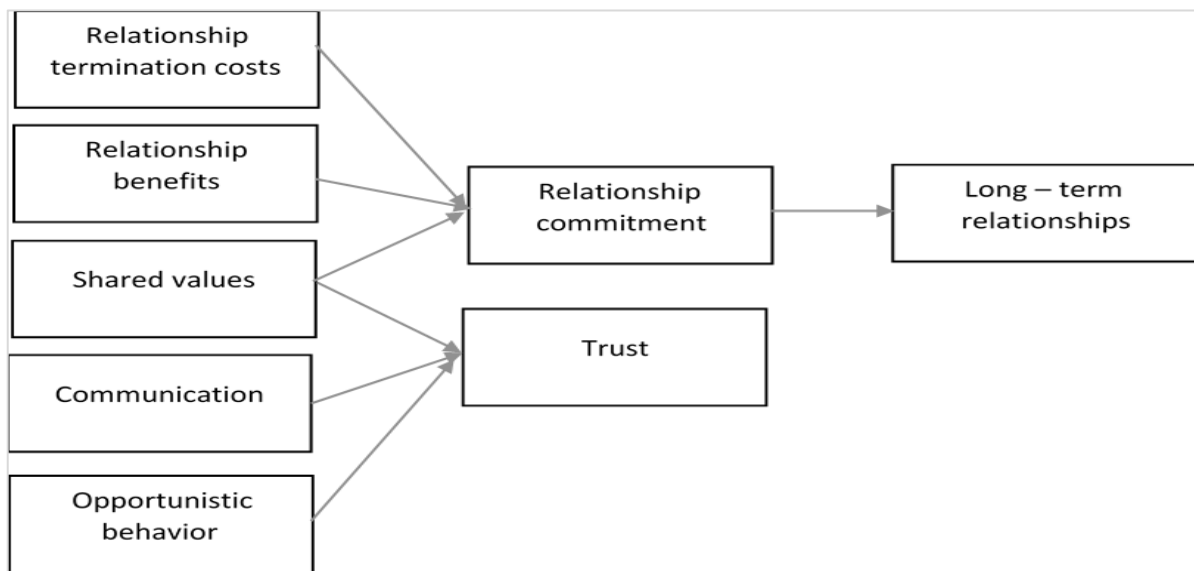 Relationship
termination costs
Relationship
benefits
Shared values
Communication
Opportunistic
behavior
Relationship
commitment
Trust
Long – term
relationships